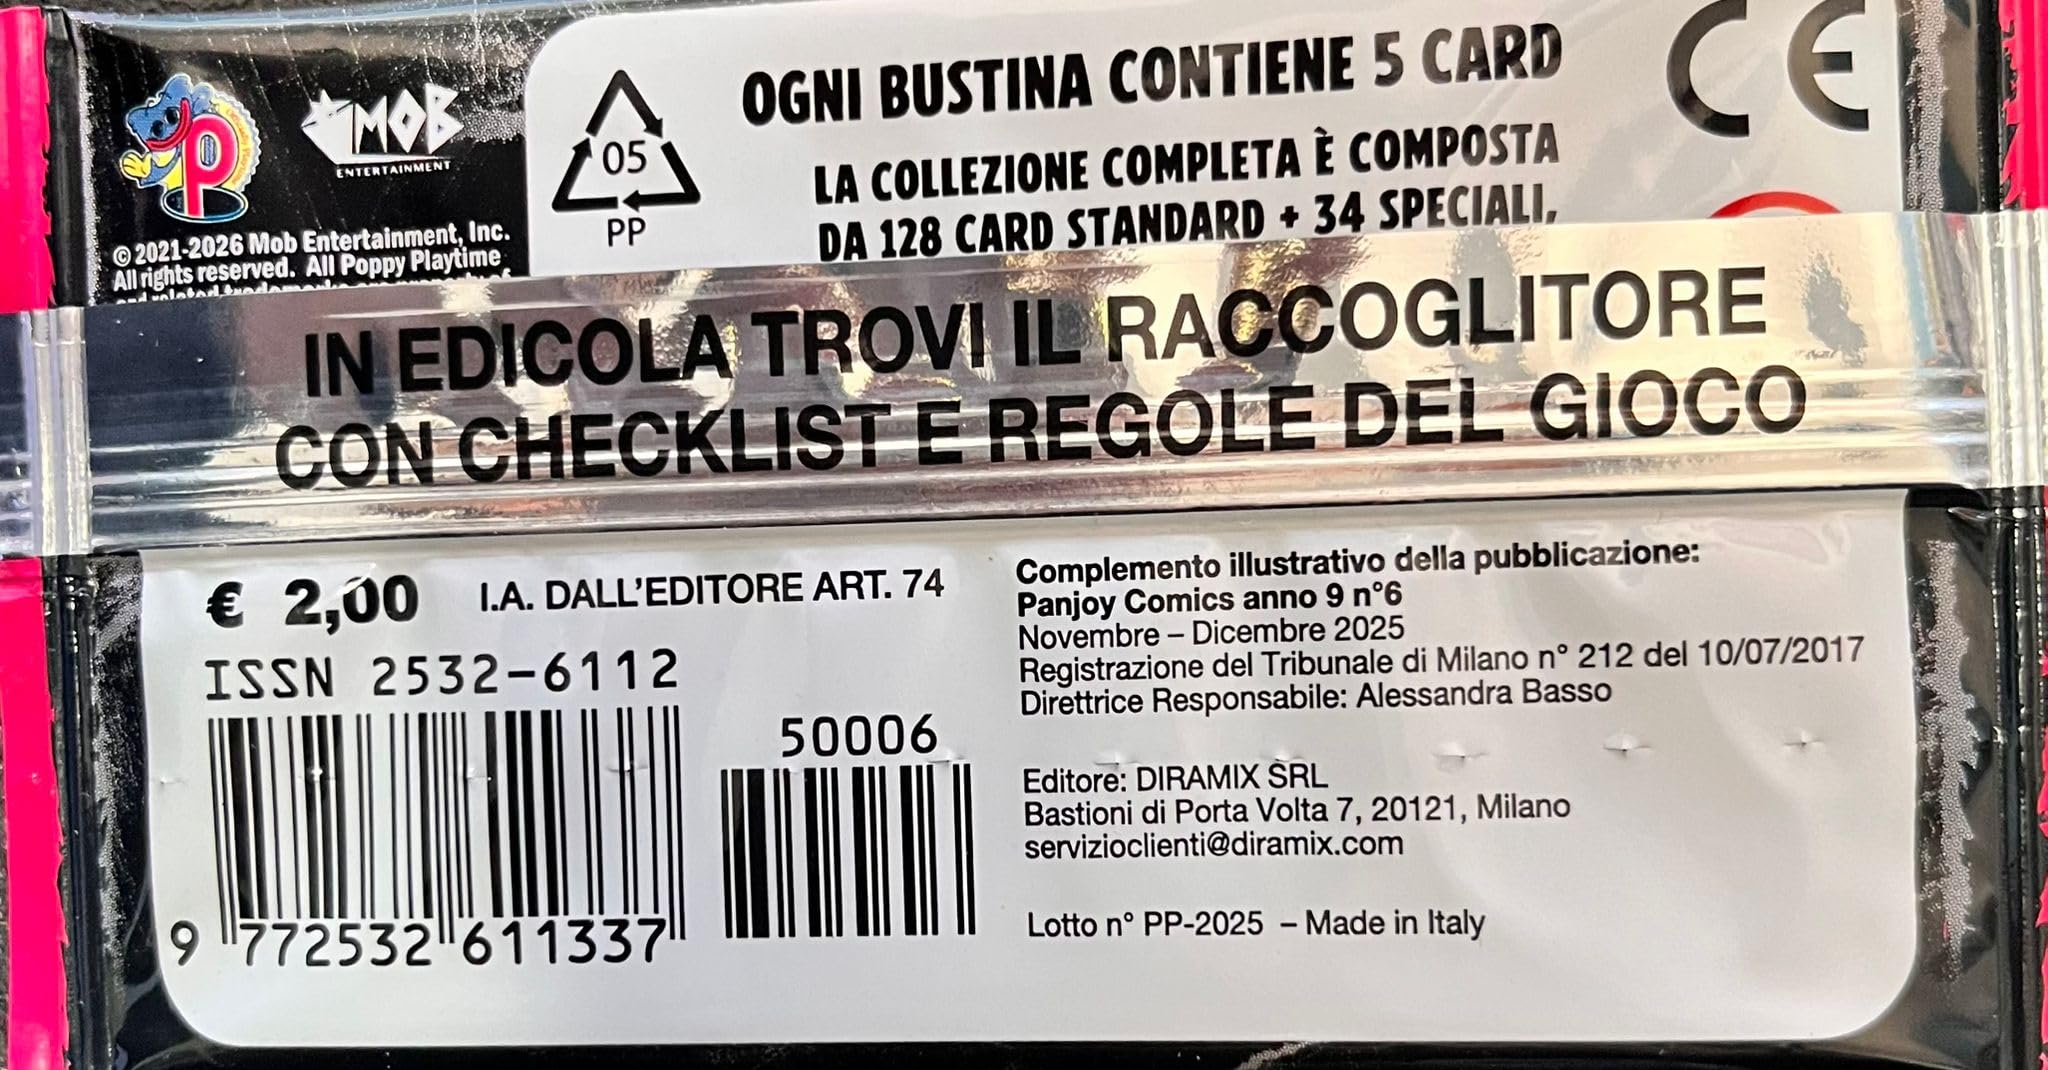 P
MOB
ENTERTAINMENT
© 2021-2026 Mob Entertainment, Inc.
All rights reserved. All Poppy Playtime
and related trademarks are
05
PP
OGNI BUSTINA CONTIENE 5 CARD
LA COLLEZIONE COMPLETA È COMPOSTA
DA 128 CARD STANDARD + 34 SPECIALI,
CE
IN EDICOLA TROVI IL RACCOGLITORE
CON CHECKLIST E REGOLE DEL GIOCO
€ 2,00 I.A. DALL'EDITORE ART. 74
ISSN 2532-6112
50006
9 772532 611337
Complemento illustrativo della pubblicazione:
Panjoy Comics anno 9 n°6
Novembre – Dicembre 2025
Registrazione del Tribunale di Milano n° 212 del 10/07/2017
Direttrice Responsabile: Alessandra Basso
Editore: DIRAMIX SRL
Bastioni di Porta Volta 7, 20121, Milano
servizioclienti@diramix.com
Lotto n° PP-2025 – Made in Italy